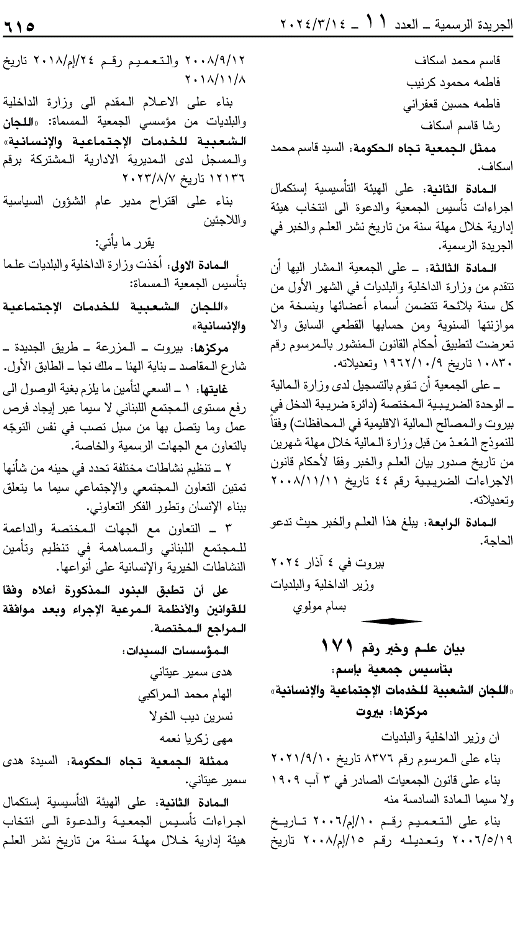 الجريدة الرسمية ــ العدد ١١ ــ ٢٠٢٤/٣/١٤
٦١٥
قاسم محمد اسكاف
فاطمه محمود كرنيب
فاطمه حسين قعفراني
رشا قاسم اسكاف
ممثل الجمعية تجاه الحكومة: السيد قاسم محمد
اسكاف.
المادة الثانية: على الهيئة التأسيسية إستكمال
اجراءات تأسيس الجمعية والدعوة الى انتخاب هيئة
إدارية خلال مهلة سنة من تاريخ نشر العلم والخبر في
الجريدة الرسمية.
المادة الثالثة: ــ على الجمعية المشار اليها أن
تتقدم من وزارة الداخلية والبلديات في الشهر الأول من
كل سنة بلائحة تتضمن أسماء أعضائها وبنسخة من
موازنتها السنوية ومن حسابها القطعي السابق والا
تعرضت لتطبيق أحكام القانون المنشور بالمرسوم رقم
١٠٨٣٠ تاريخ ١٩٦٢/١٠/٩ وتعديلاته.
ــ على الجمعية أن تقوم بالتسجيل لدى وزارة المالية
ــ الوحدة الضريبية المختصة (دائرة ضريبة الدخل في
بيروت والمصالح المالية الاقليمية في المحافظات) وفقاً
للنموذج المُعدّ من قبل وزارة المالية خلال مهلة شهرين
من تاريخ صدور بيان العلم والخبر وفقا لأحكام قانون
الاجراءات الضريبية رقم ٤٤ تاريخ ٢٠٠٨/١١/١١
وتعديلاته.
المادة الرابعة: يبلغ هذا العلم والخبر حيث تدعو
الحاجة.
بيروت في ٤ آذار ٢٠٢٤
وزير الداخلية والبلديات
بسام مولوي
بيان علم وخبر رقم ١٧١
بتأسيس جمعية بإسم:
«اللجان الشعبية للخدمات الإجتماعية والإنسانية»
مركزها: بيروت
ان وزير الداخلية والبلديات
بناء على المرسوم رقم ٨٣٧٦ تاريخ ٢٠٢١/٩/١٠
بناء على قانون الجمعيات الصادر في ٣ آب ١٩٠٩
ولا سيما المادة السادسة منه
بناء على التعميم رقم ١٠/إم/٢٠٠٦ تاريخ
٢٠٠٦/٥/١٩ وتعديله رقم ١٥/إم/٢٠٠٨ تاريخ
٢٠٠٨/٩/١٢ والتعميم رقم ٢٤/إم/٢٠١٨ تاريخ
٢٠١٨/١١/٨
بناء على الاعلام المقدم الى وزارة الداخلية
والبلديات من مؤسسي الجمعية المسماة: «اللجان
الشعبية للخدمات الإجتماعية والإنسانية»
والمسجل لدى المديرية الادارية المشتركة برقم
١٢١٣٦ تاريخ ٢٠٢٣/٨/٧
بناء على اقتراح مدير عام الشؤون السياسية
واللاجئين
يقرر ما يأتي:
المادة الاولى: أخذت وزارة الداخلية والبلديات علما
بتأسيس الجمعية المسماة:
«اللجان الشعبية للخدمات الإجتماعية
والإنسانية»
مركزها: بيروت ــ المزرعة ــ طريق الجديدة ــ
شارع المقاصد ــ بناية الهنا ــ ملك نجا ــ الطابق الأول.
غايتها: ١ ــ السعي لتأمين ما يلزم بغية الوصول الى
رفع مستوى المجتمع اللبناني لا سيما عبر إيجاد فرص
عمل وما يتصل بها من سبل تصب في نفس التوجّه
بالتعاون مع الجهات الرسمية والخاصة.
٢ ــ تنظيم نشاطات مختلفة تحدد في حينه من شأنها
تمتين التعاون المجتمعي والإجتماعي سيما ما يتعلق
ببناء الإنسان وتطور الفكر التعاوني.
٣ ــ التعاون مع الجهات المختصة والداعمة
للمجتمع اللبناني والمساهمة في تنظيم وتأمين
النشاطات الخيرية والإنسانية على أنواعها.
على أن تطبق البنود المذكورة أعلاه وفقا
للقوانين والأنظمة المرعية الإجراء وبعد موافقة
المراجع المختصة.
المؤسسات السيدات:
هدى سمير عيتاني
الهام محمد المراكبي
نسرين ديب الخولا
مهى زكريا نعمه
ممثلة الجمعية تجاه الحكومة: السيدة هدى
سمير عيتاني.
المادة الثانية: على الهيئة التأسيسية إستكمال
اجراءات تأسيس الجمعية والدعوة الى انتخاب
هيئة إدارية خلال مهلة سنة من تاريخ نشر العلم